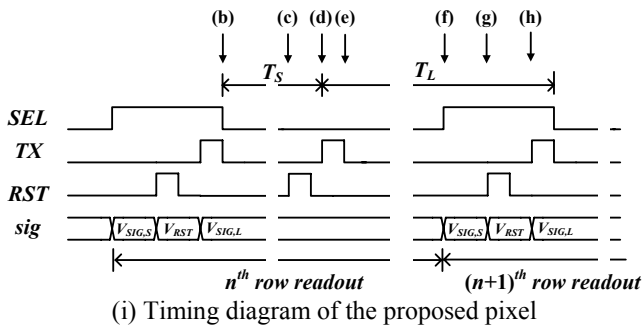 (b) (c) (d) (e) (f) (g) (h)
T_S T_L
SEL
TX
RST
sig V_SIG,S V_RST V_SIG,L V_SIG,S V_RST V_SIG,L
n^th row readout (n+1)^th row readout
(i) Timing diagram of the proposed pixel